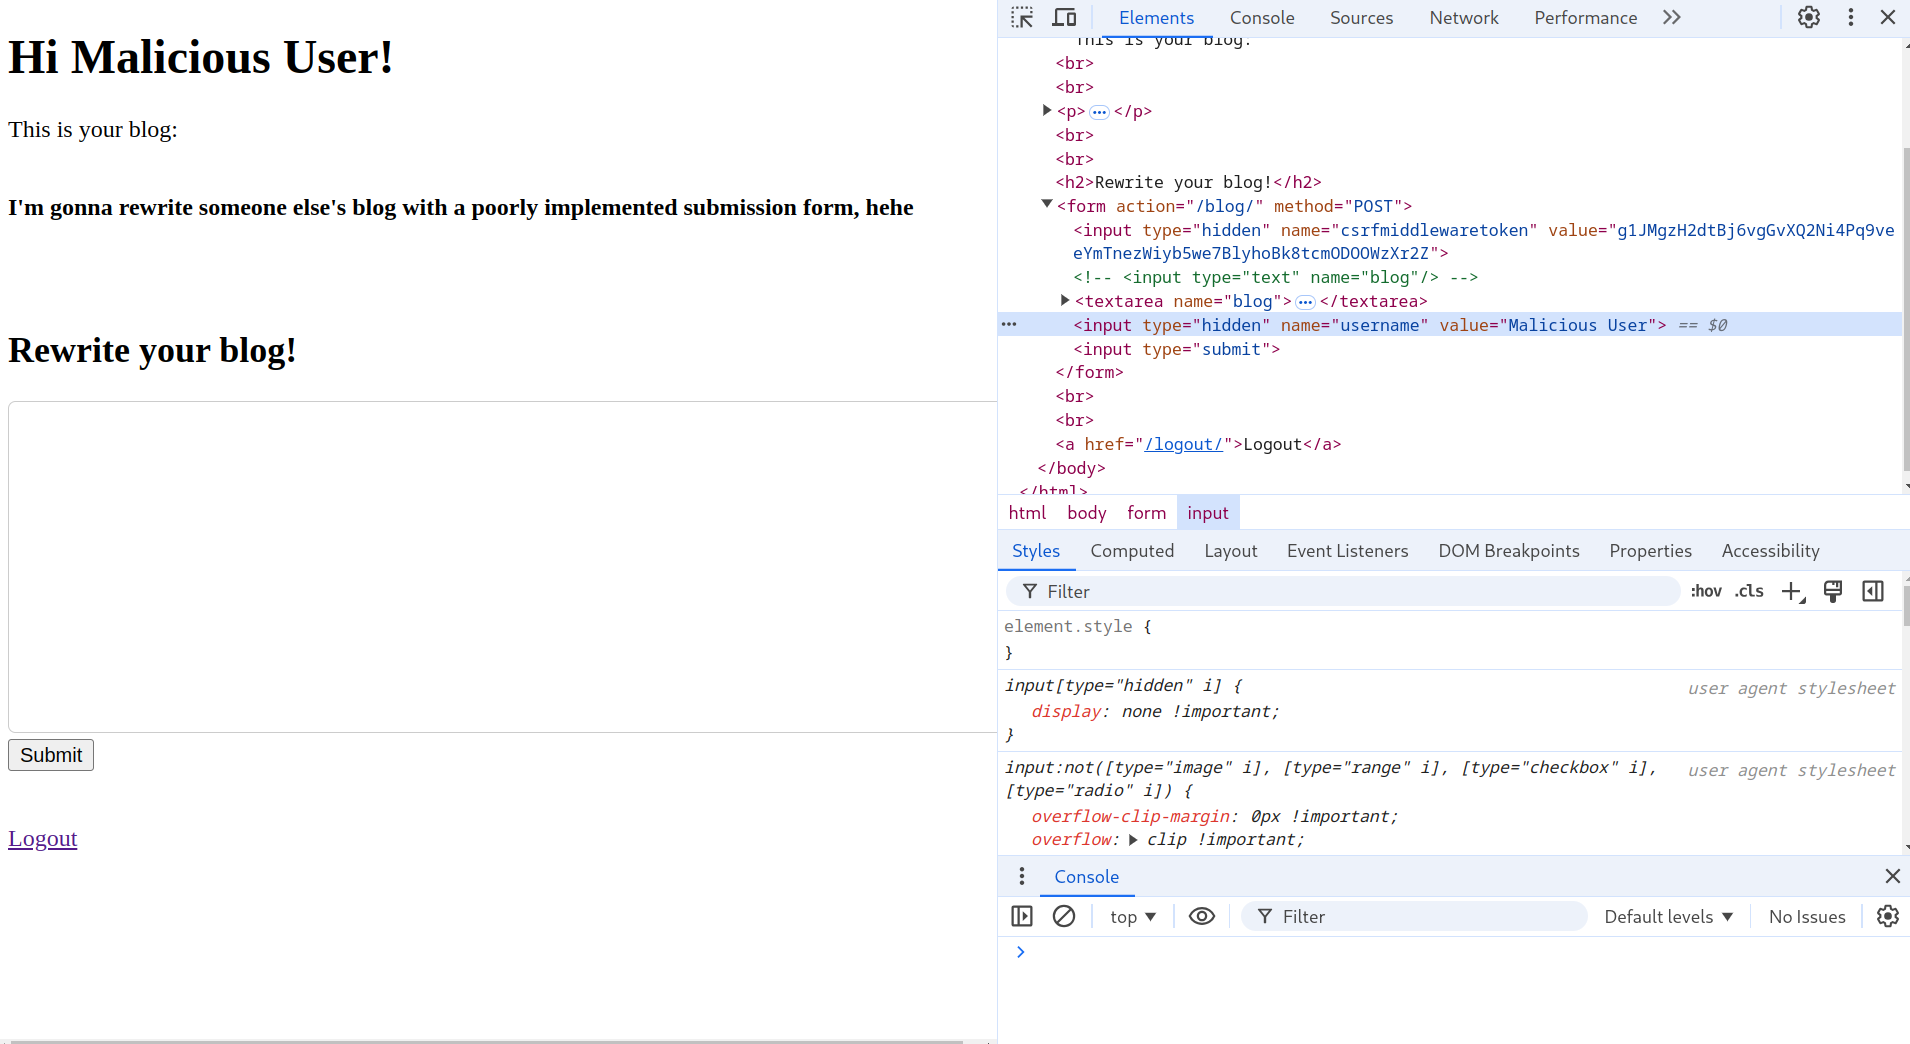 Hi Malicious User!
This is your blog:
I'm gonna rewrite someone else's blog with a poorly implemented submission form, hehe
Rewrite your blog!
Submit
Logout
Elements Console Sources Network Performance
This is your blog:
<br>
<br>
<p> ••• </p>
<br>
<br>
<h2>Rewrite your blog!</h2>
<form action="/blog/" method="POST">
<input type="hidden" name="csrfmiddlewaretoken" value="g1JMgzH2dtBj6vgGvXQ2Ni4Pq9ve
eYmTnezWiyb5we7BlyhoBk8tcmODOOWzXr2Z">
<!-- <input type="text" name="blog"/> -->
<textarea name="blog"> ••• </textarea>
<input type="hidden" name="username" value="Malicious User"> == $0
<input type="submit">
</form>
<br>
<br>
<a href="/logout/">Logout</a>
</body>
</html>
html body form input
Styles Computed Layout Event Listeners DOM Breakpoints Properties Accessibility
Filter :hov .cls
element.style {
}
input[type="hidden" i] { user agent stylesheet
display: none !important;
}
input:not([type="image" i], [type="range" i], [type="checkbox" i], user agent stylesheet
[type="radio" i]) {
overflow-clip-margin: 0px !important;
overflow: clip !important;
Console
top Filter Default levels No Issues